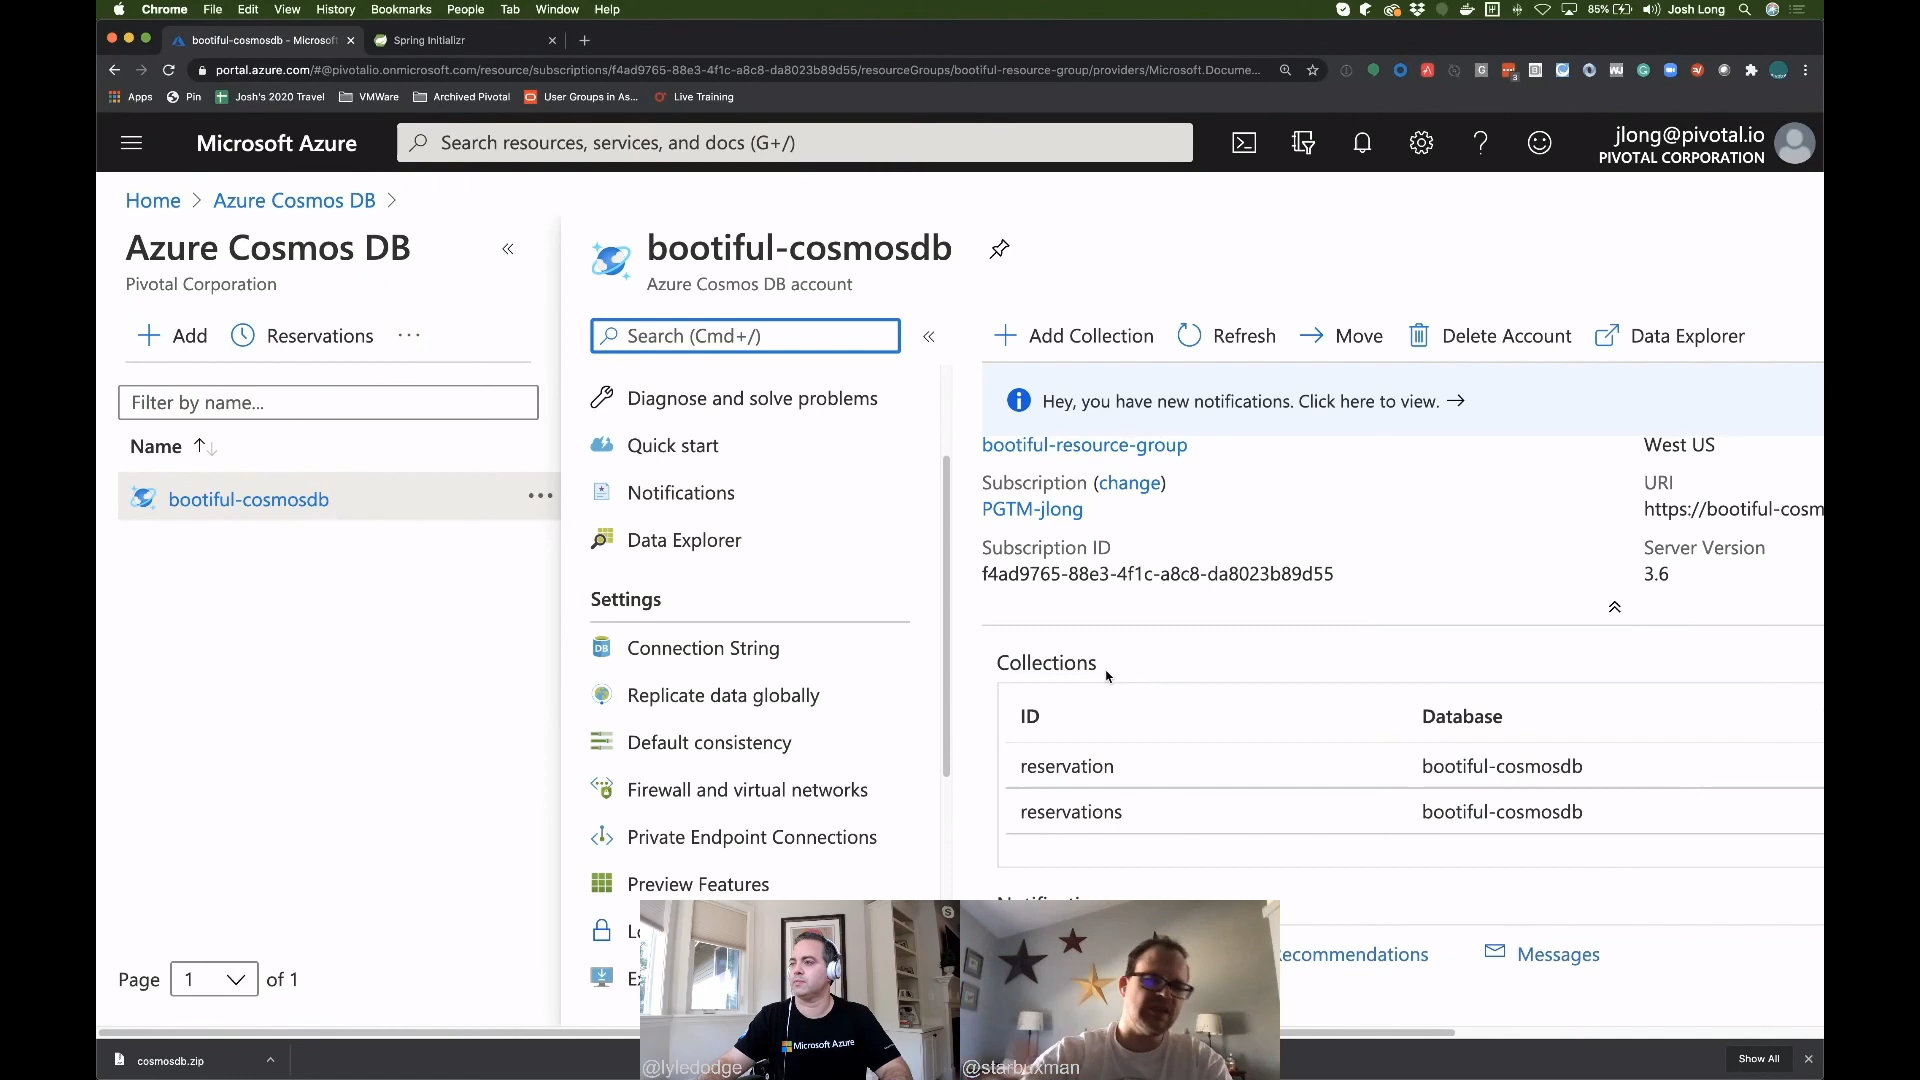 Chrome File Edit View History Bookmarks People Tab Window Help
85% Josh Long
bootiful-cosmosdb - Microsof
Spring Initializr
portal.azure.com/#@pivotalio.onmicrosoft.com/resource/subscriptions/f4ad9765-88e3-4f1c-a8c8-da8023b89d55/resourceGroups/bootiful-resource-group/providers/Microsoft.Docume...
Apps Pin Josh's 2020 Travel VMWare Archived Pivotal User Groups in As... Live Training
Microsoft Azure
Search resources, services, and docs (G+/)
jlong@pivotal.io
PIVOTAL CORPORATION
Home > Azure Cosmos DB >
Azure Cosmos DB
Pivotal Corporation
Add Reservations ...
Filter by name...
Name
bootiful-cosmosdb
Page 1 of 1
bootiful-cosmosdb
Azure Cosmos DB account
Search (Cmd+/)
Diagnose and solve problems
Quick start
Notifications
Data Explorer
Settings
Connection String
Replicate data globally
Default consistency
Firewall and virtual networks
Private Endpoint Connections
Preview Features
Add Collection Refresh Move Delete Account Data Explorer
Hey, you have new notifications. Click here to view. →
bootiful-resource-group
West US
Subscription (change)
URI
PGTM-jlong
https://bootiful-cosm
Subscription ID
Server Version
f4ad9765-88e3-4f1c-a8c8-da8023b89d55
3.6
Collections
ID Database
reservation bootiful-cosmosdb
reservations bootiful-cosmosdb
ecommendations Messages
Microsoft Azure
@lyledodge
@starbuxman
cosmosdb.zip
Show All